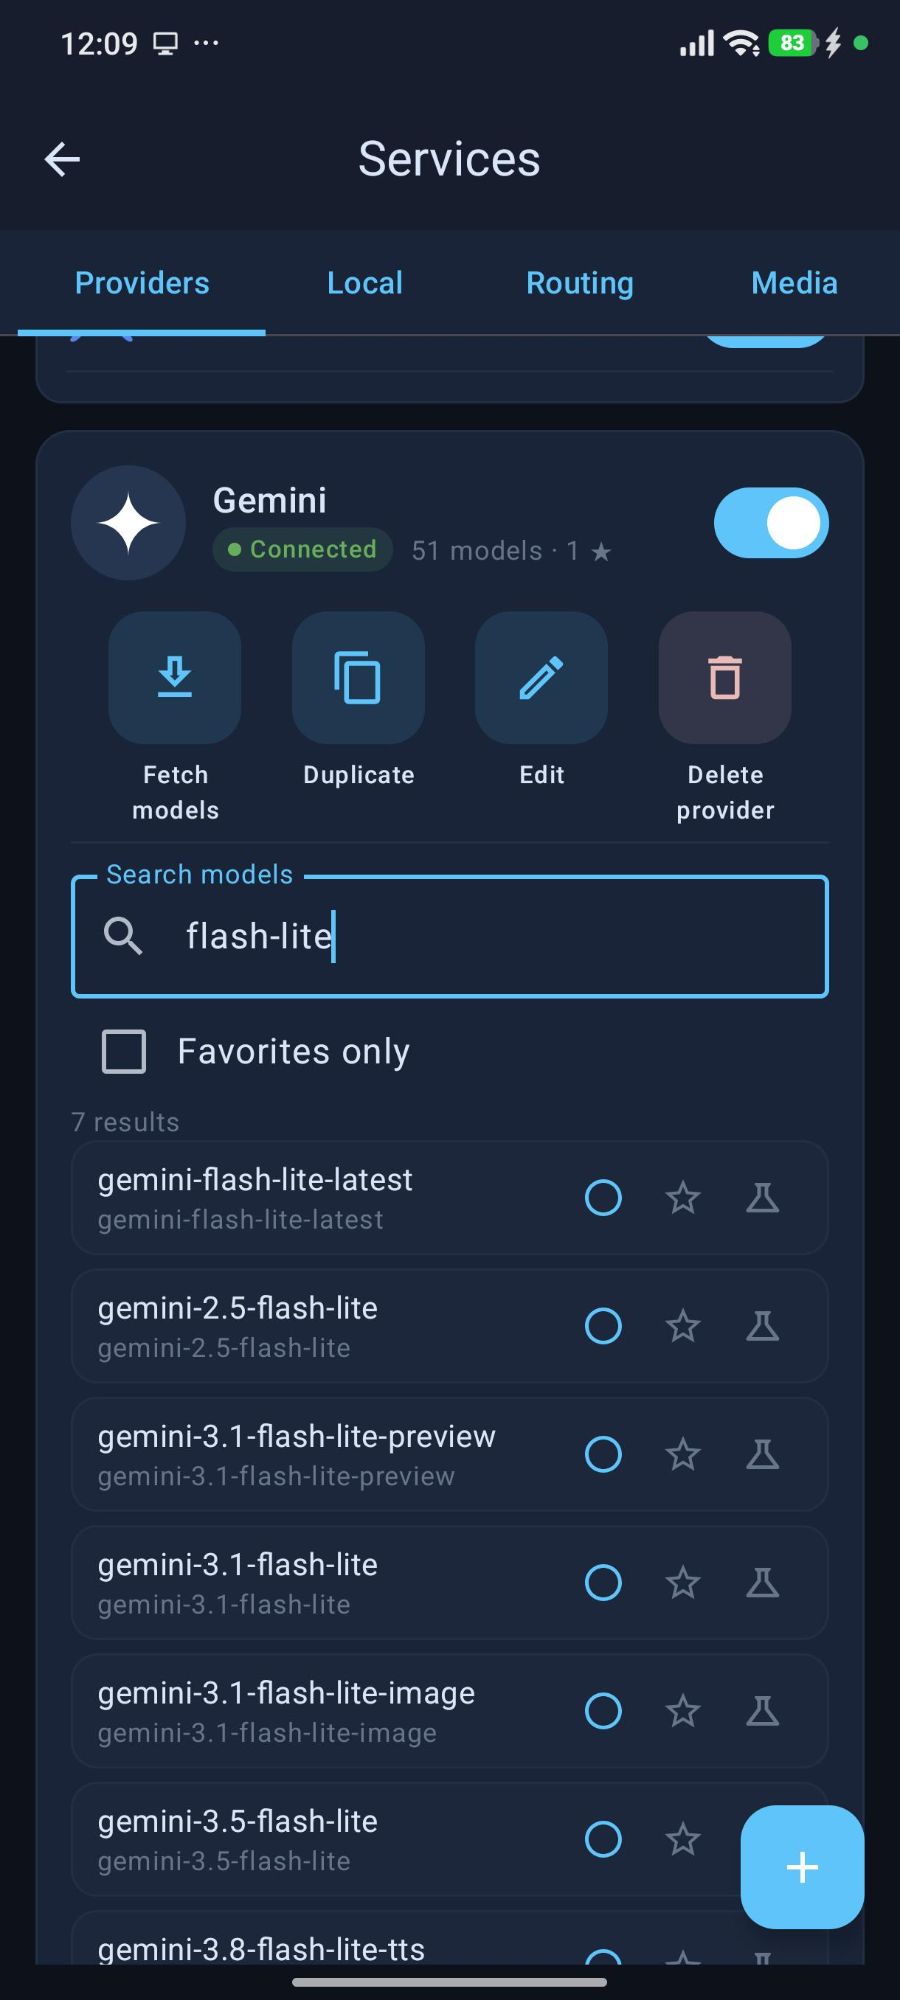 12:09
83
Services
Providers
Local
Routing
Media
Gemini
Connected
51 models · 1 ★
Fetch models
Duplicate
Edit
Delete provider
Search models
flash-lite
Favorites only
7 results
gemini-flash-lite-latest
gemini-flash-lite-latest
gemini-2.5-flash-lite
gemini-2.5-flash-lite
gemini-3.1-flash-lite-preview
gemini-3.1-flash-lite-preview
gemini-3.1-flash-lite
gemini-3.1-flash-lite
gemini-3.1-flash-lite-image
gemini-3.1-flash-lite-image
gemini-3.5-flash-lite
gemini-3.5-flash-lite
gemini-3.8-flash-lite-tts